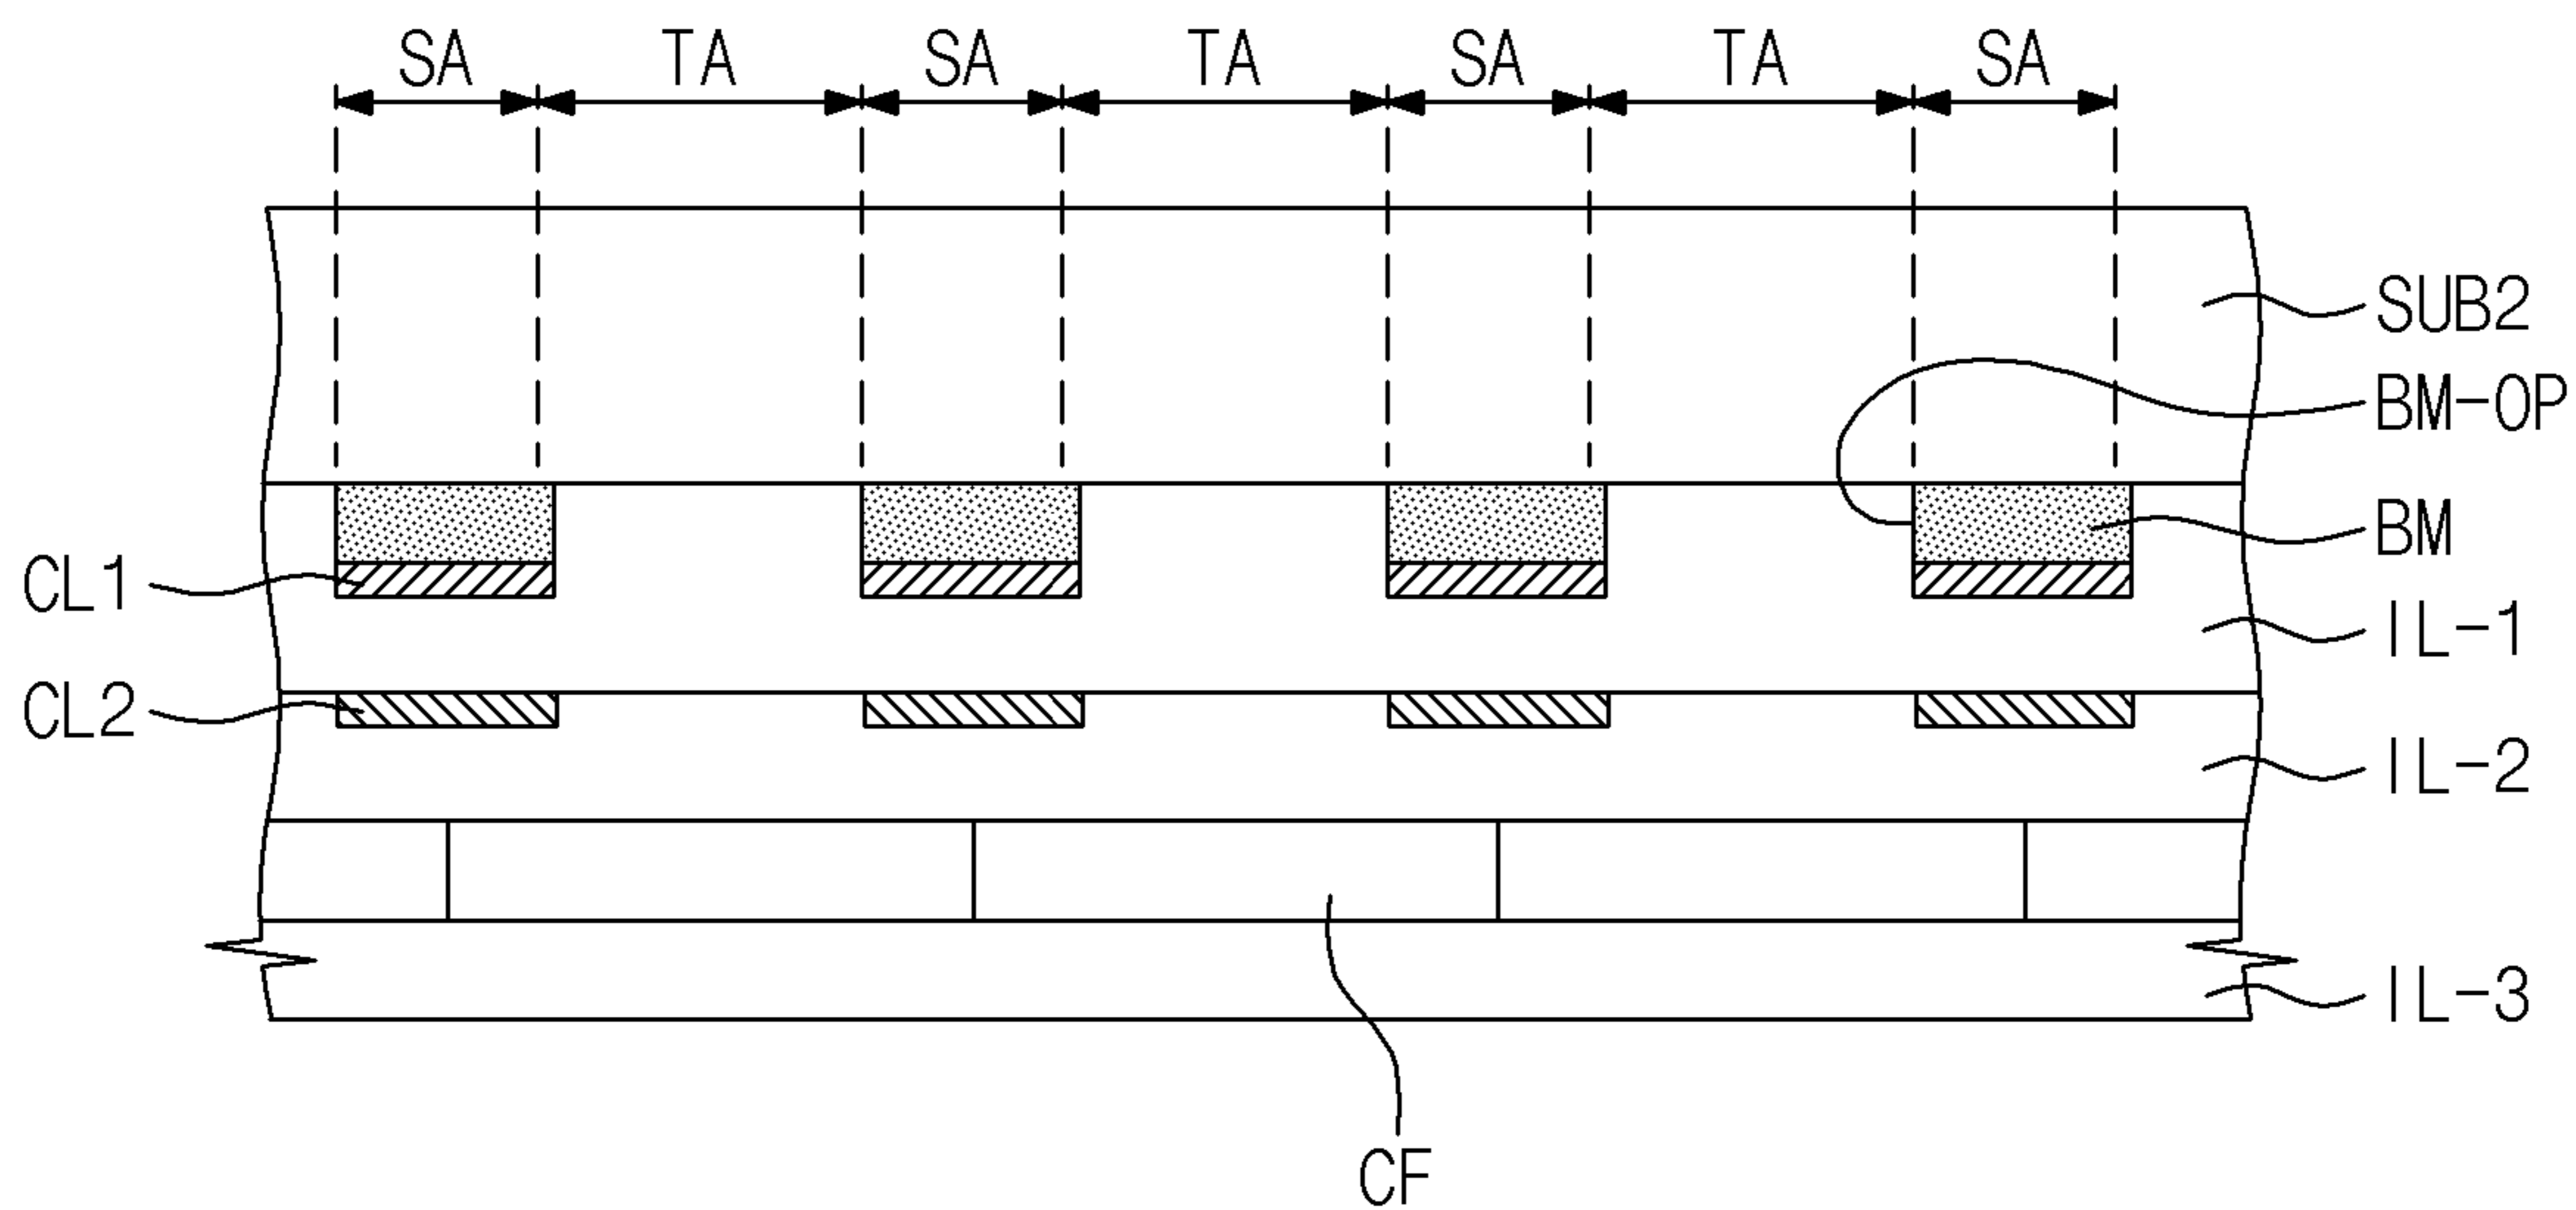 SA TA SA TA SA TA SA
SUB2
BM-OP
BM
CL1
IL-1
CL2
IL-2
IL-3
CF